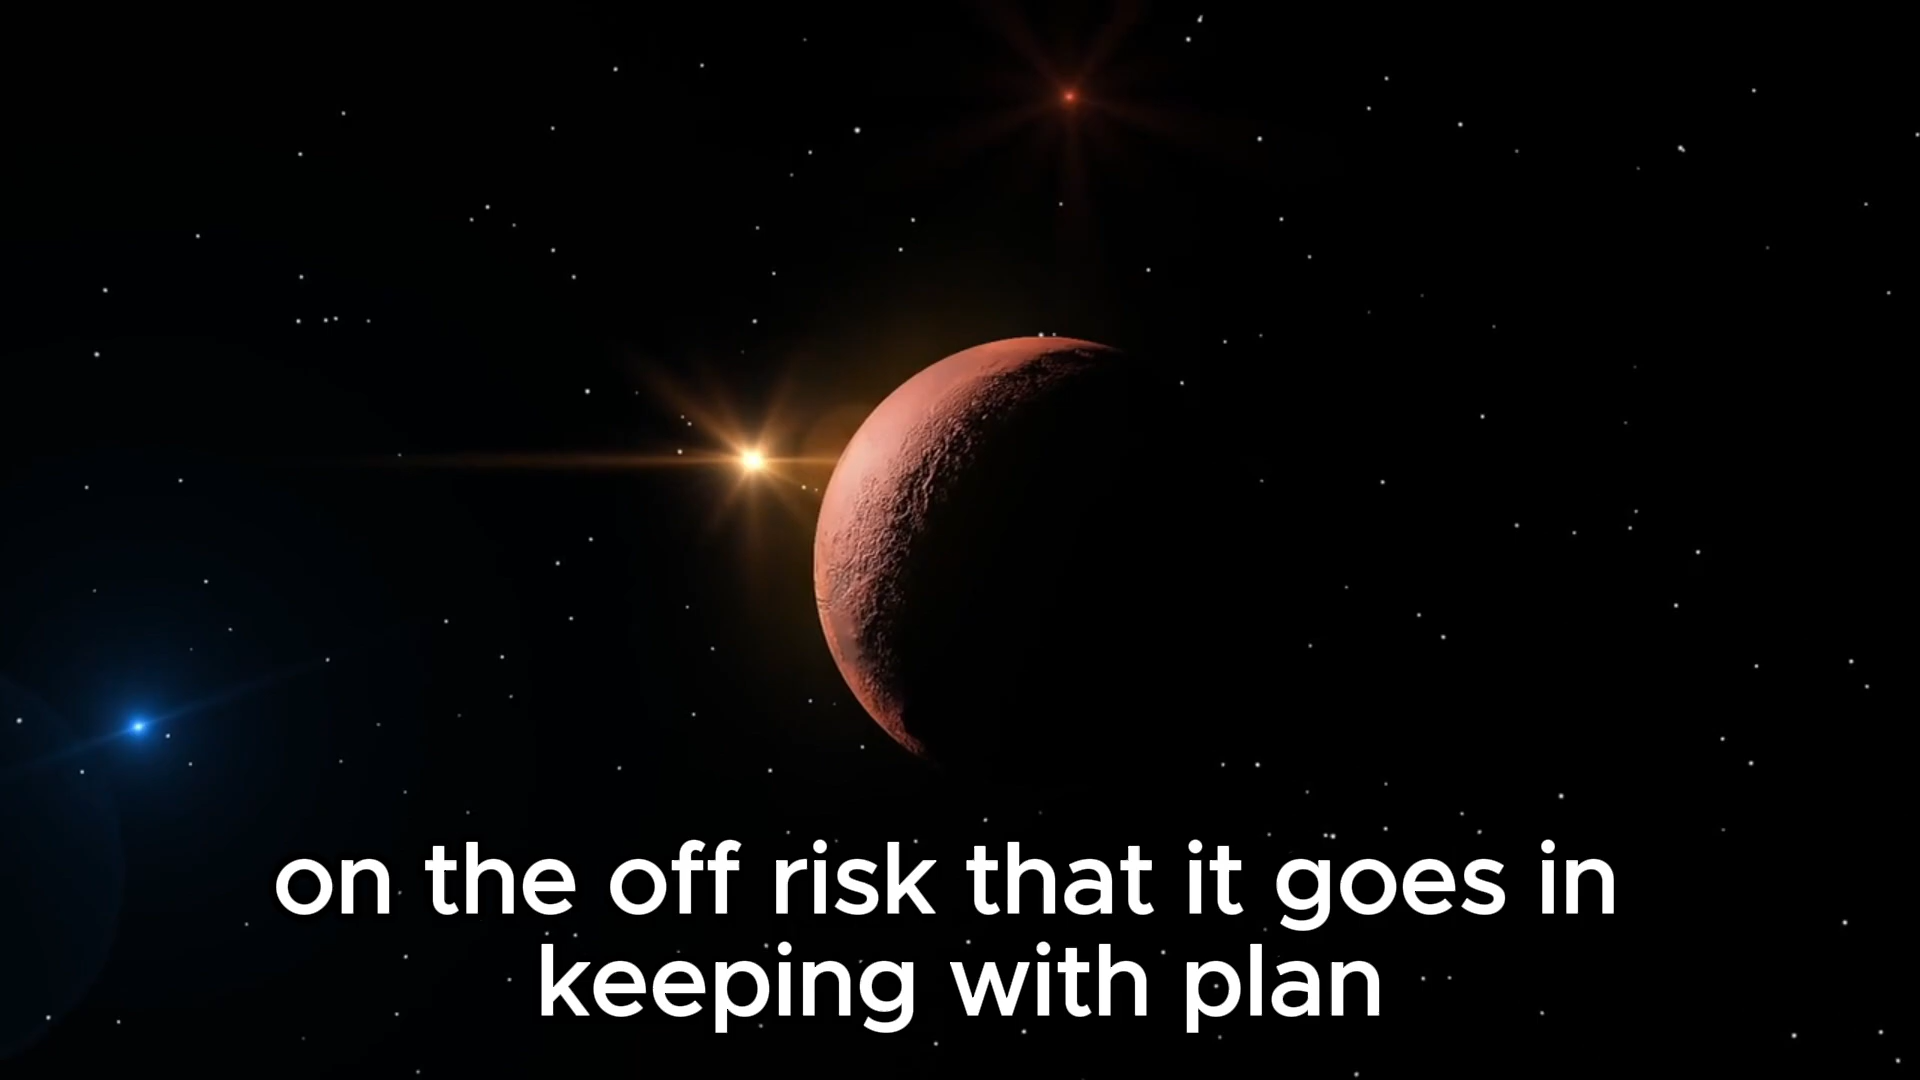 on the off risk that it goes in
keeping with plan